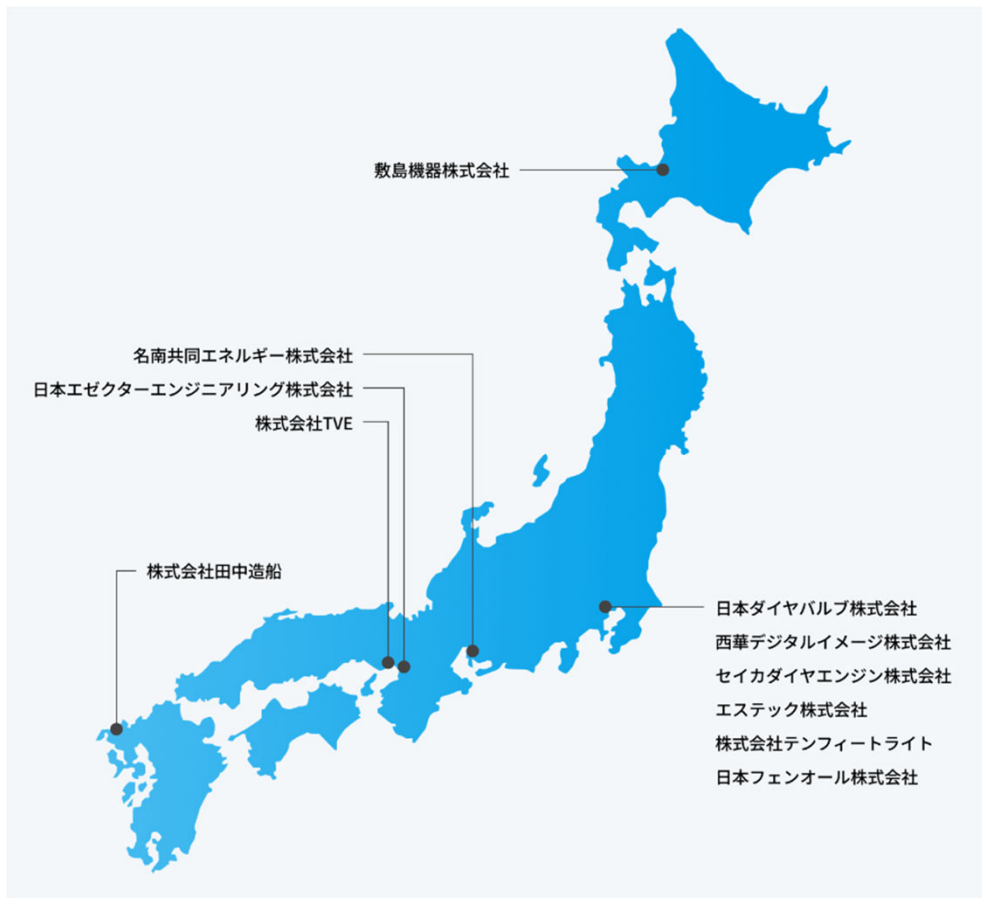 敷島機器株式会社
名南共同エネルギー株式会社
日本エゼクターエンジニアリング株式会社
株式会社TVE
株式会社田中造船
日本ダイヤバルブ株式会社
西華デジタルイメージ株式会社
セイカダイヤエンジン株式会社
エステック株式会社
株式会社テンフィートライト
日本フェンオール株式会社